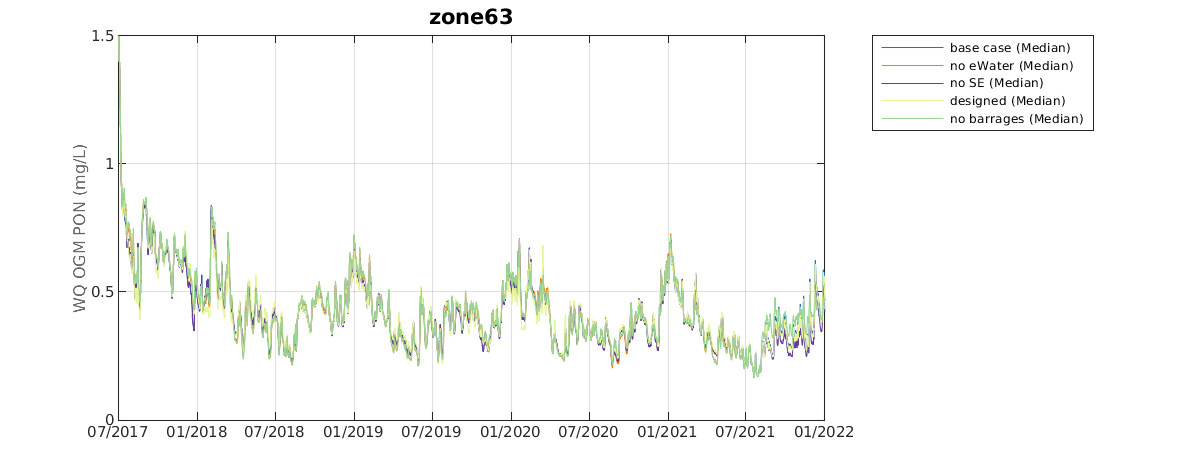 zone63
WQ OGM PON (mg/L)
1.5
1
0.5
0
07/2017 01/2018 07/2018 01/2019 07/2019 01/2020 07/2020 01/2021 07/2021 01/2022
base case (Median)
no eWater (Median)
no SE (Median)
designed (Median)
no barrages (Median)